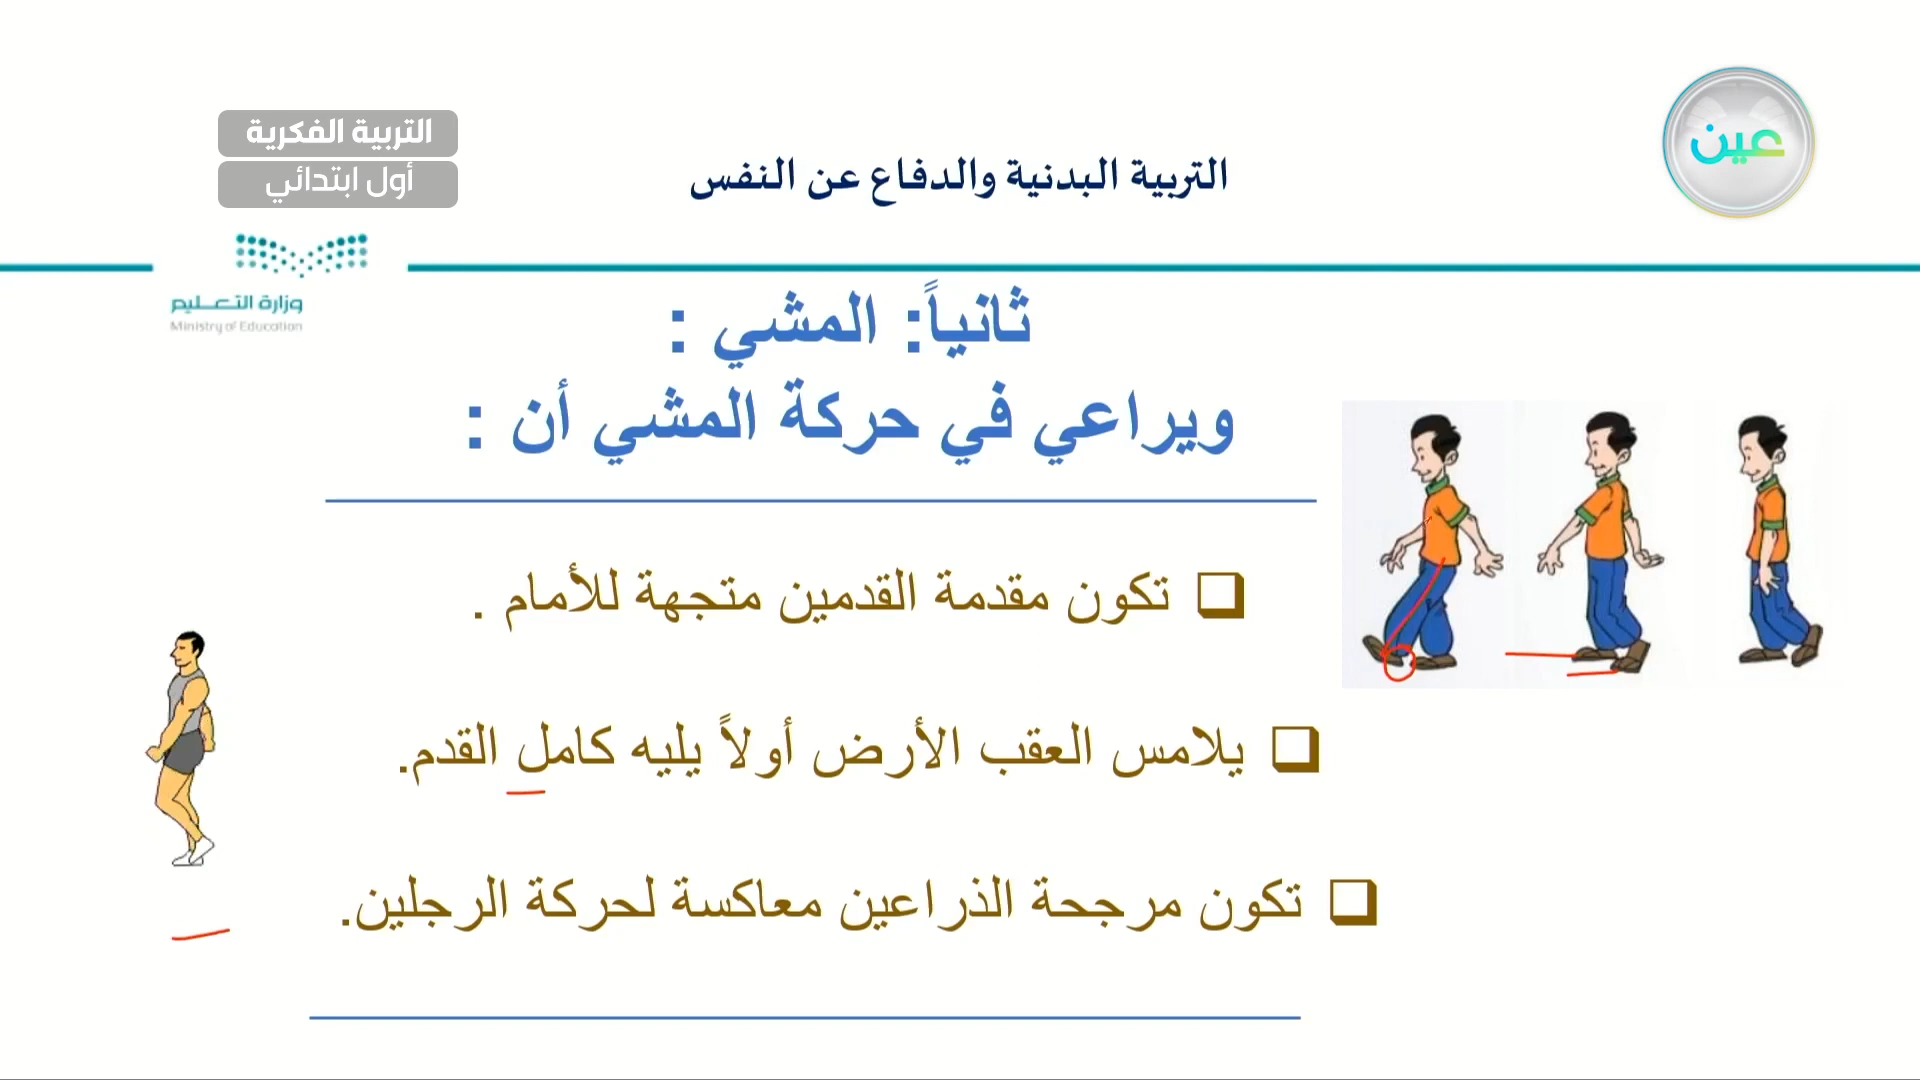 التربية الفكرية
أول ابتدائي
عين
التربية البدنية والدفاع عن النفس
وزارة التعليم
Ministry of Education
ثانياً: المشي :
ويراعي في حركة المشي أن :
تكون مقدمة القدمين متجهة للأمام .
يلامس العقب الأرض أولاً يليه كامل القدم.
تكون مرجحة الذراعين معاكسة لحركة الرجلين.